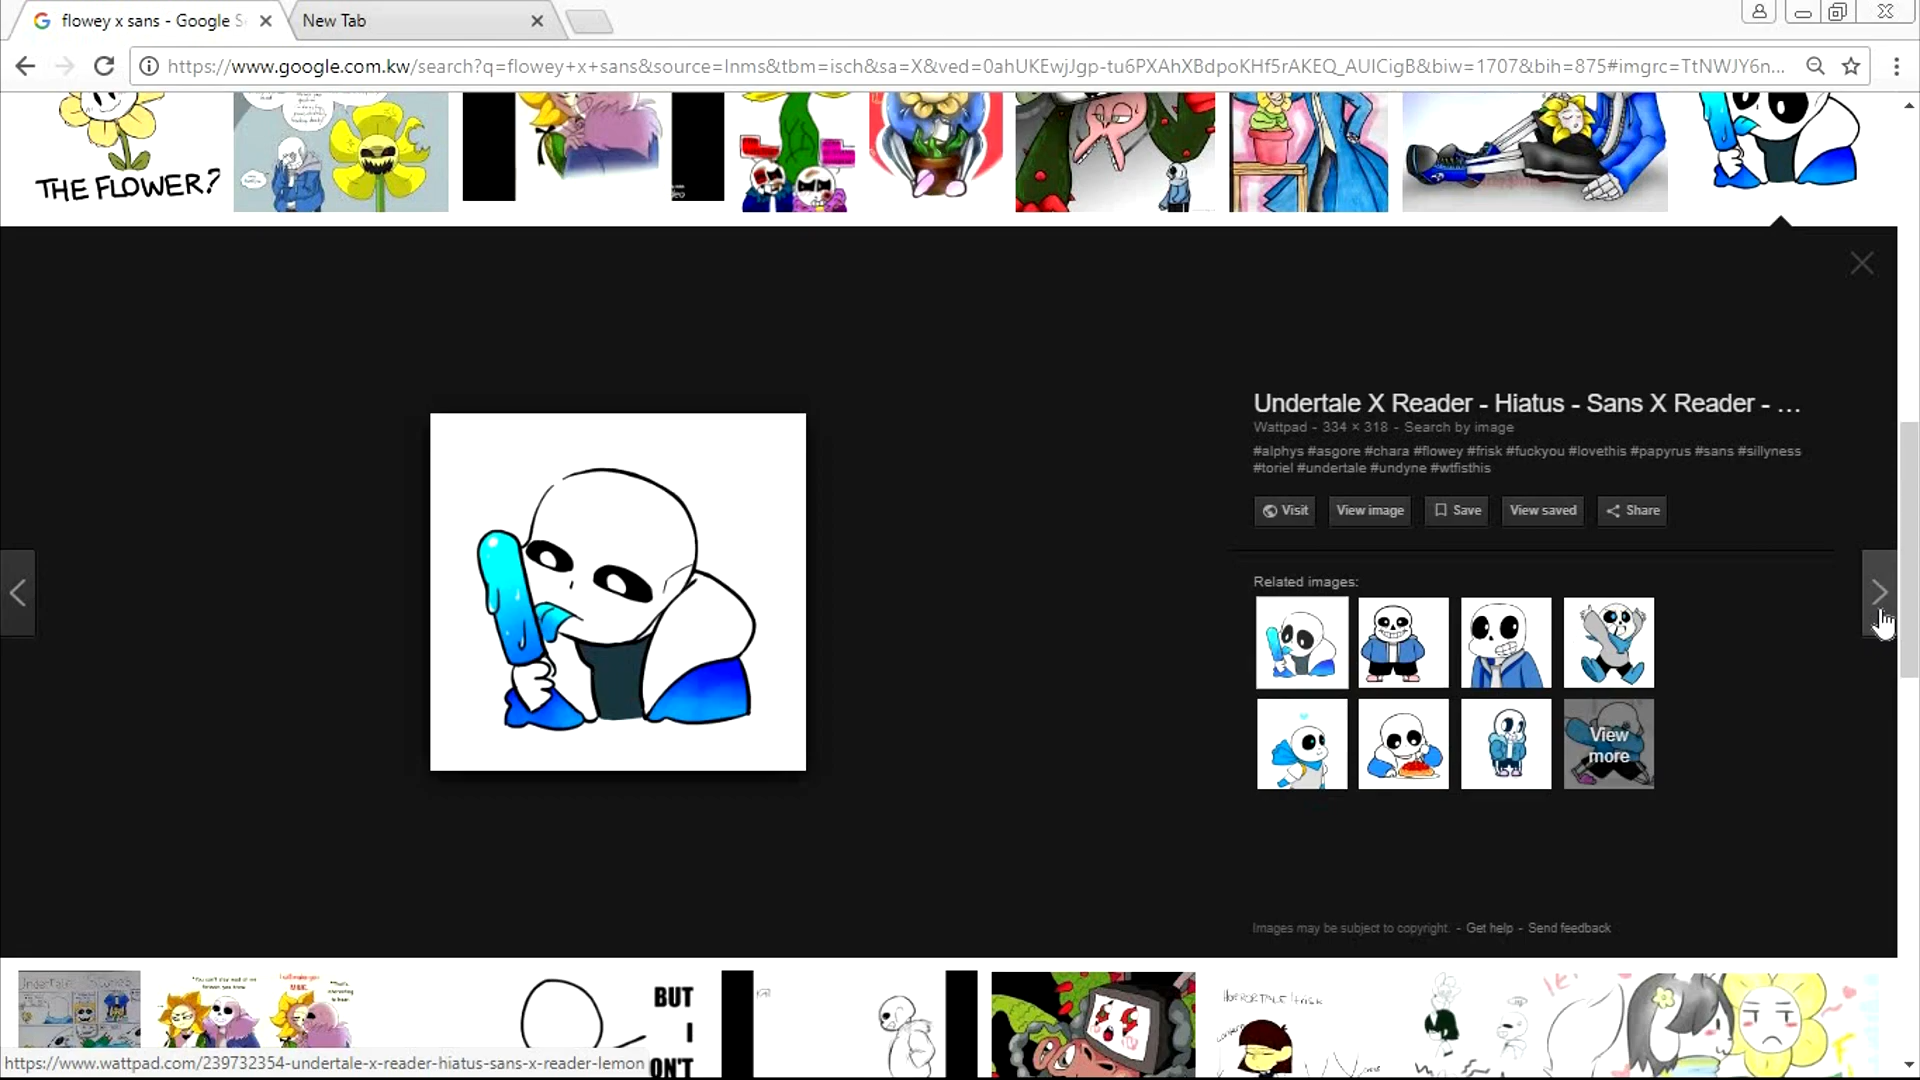 flowey x sans - Google S
New Tab
https://www.google.com.kw/search?q=flowey+x+sans&source=lnms&tbm=isch&sa=X&ved=0ahUKEwjJgp-tu6PXAhXBdpoKHf5rAKEQ_AUICigB&biw=1707&bih=875#imgrc=TtNWJY6n...
THE FLOWER?
Undertale X Reader - Hiatus - Sans X Reader - ...
Wattpad - 334 × 318 - Search by image
#alphys #asgore #chara #flowey #frisk #fuckyou #lovethis #papyrus #sans #sillyness
#toriel #undertale #undyne #wtfisthis
Visit View image Save View saved Share
Related images:
View
more
Images may be subject to copyright. - Get help - Send feedback
Undertale Stories
BUT
I
ON'T
https://www.wattpad.com/239732354-undertale-x-reader-hiatus-sans-x-reader-lemon